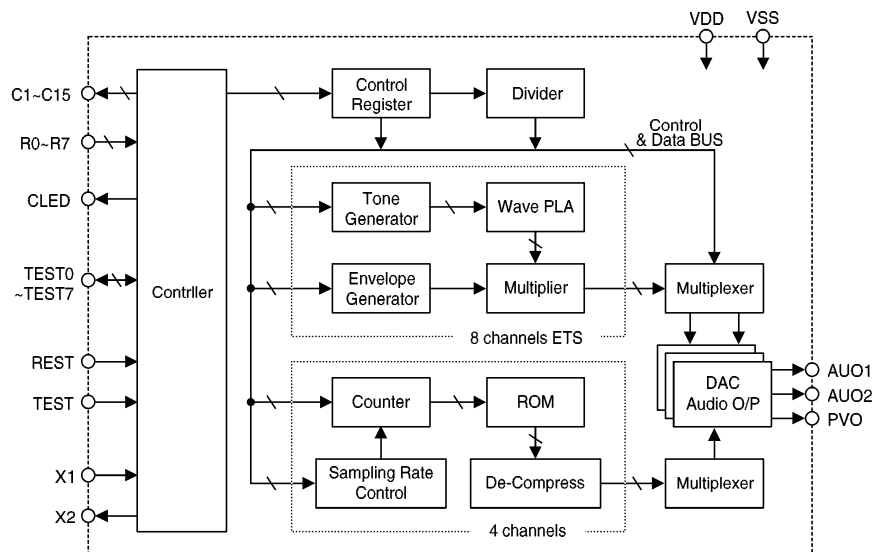 VDD
VSS
C1~C15
R0~R7
CLED
TEST0
~TEST7
REST
TEST
X1
X2
Contrller
Control
Register
Divider
Control
& Data BUS
Tone
Generator
Wave PLA
Envelope
Generator
Multiplier
8 channels ETS
Multiplexer
Counter
ROM
Sampling Rate
Control
De-Compress
4 channels
Multiplexer
DAC
Audio O/P
AUO1
AUO2
PVO